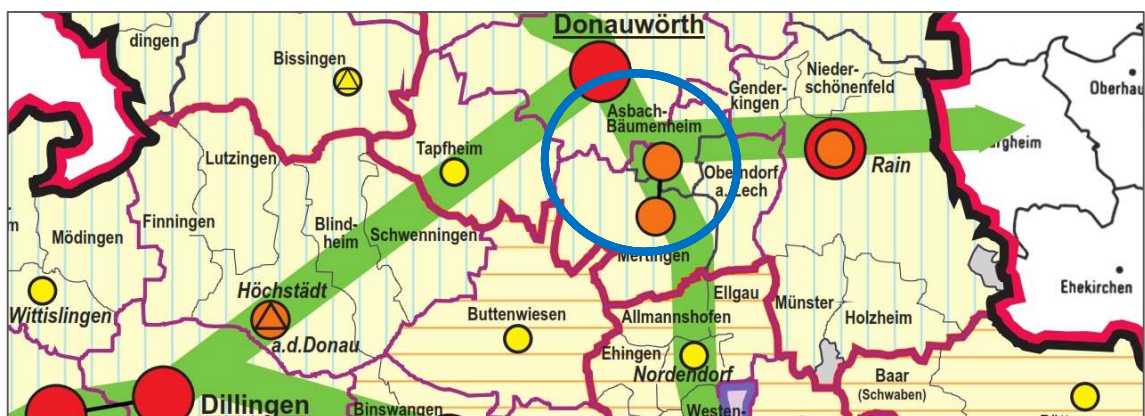 dingen
Donauwörth
Bissingen
Nieder-
schönenfeld
Gender-
kingen
Oberhau
Asbach-
Bäumenheim
Lutzingen
Tapfheim
rgheim
Rain
Oberndorf
a. Lech
Finningen
Blind-
heim
Schwenningen
Mödingen
Mertingen
Höchstädt
a.d.Donau
Wittislingen
Ellgau
Münster
Ehekirchen
Buttenwiesen
Allmannshofen
Holzheim
Ehingen
Nordendorf
Baar
(Schwaben)
Dillingen
Binswangen
Westen-